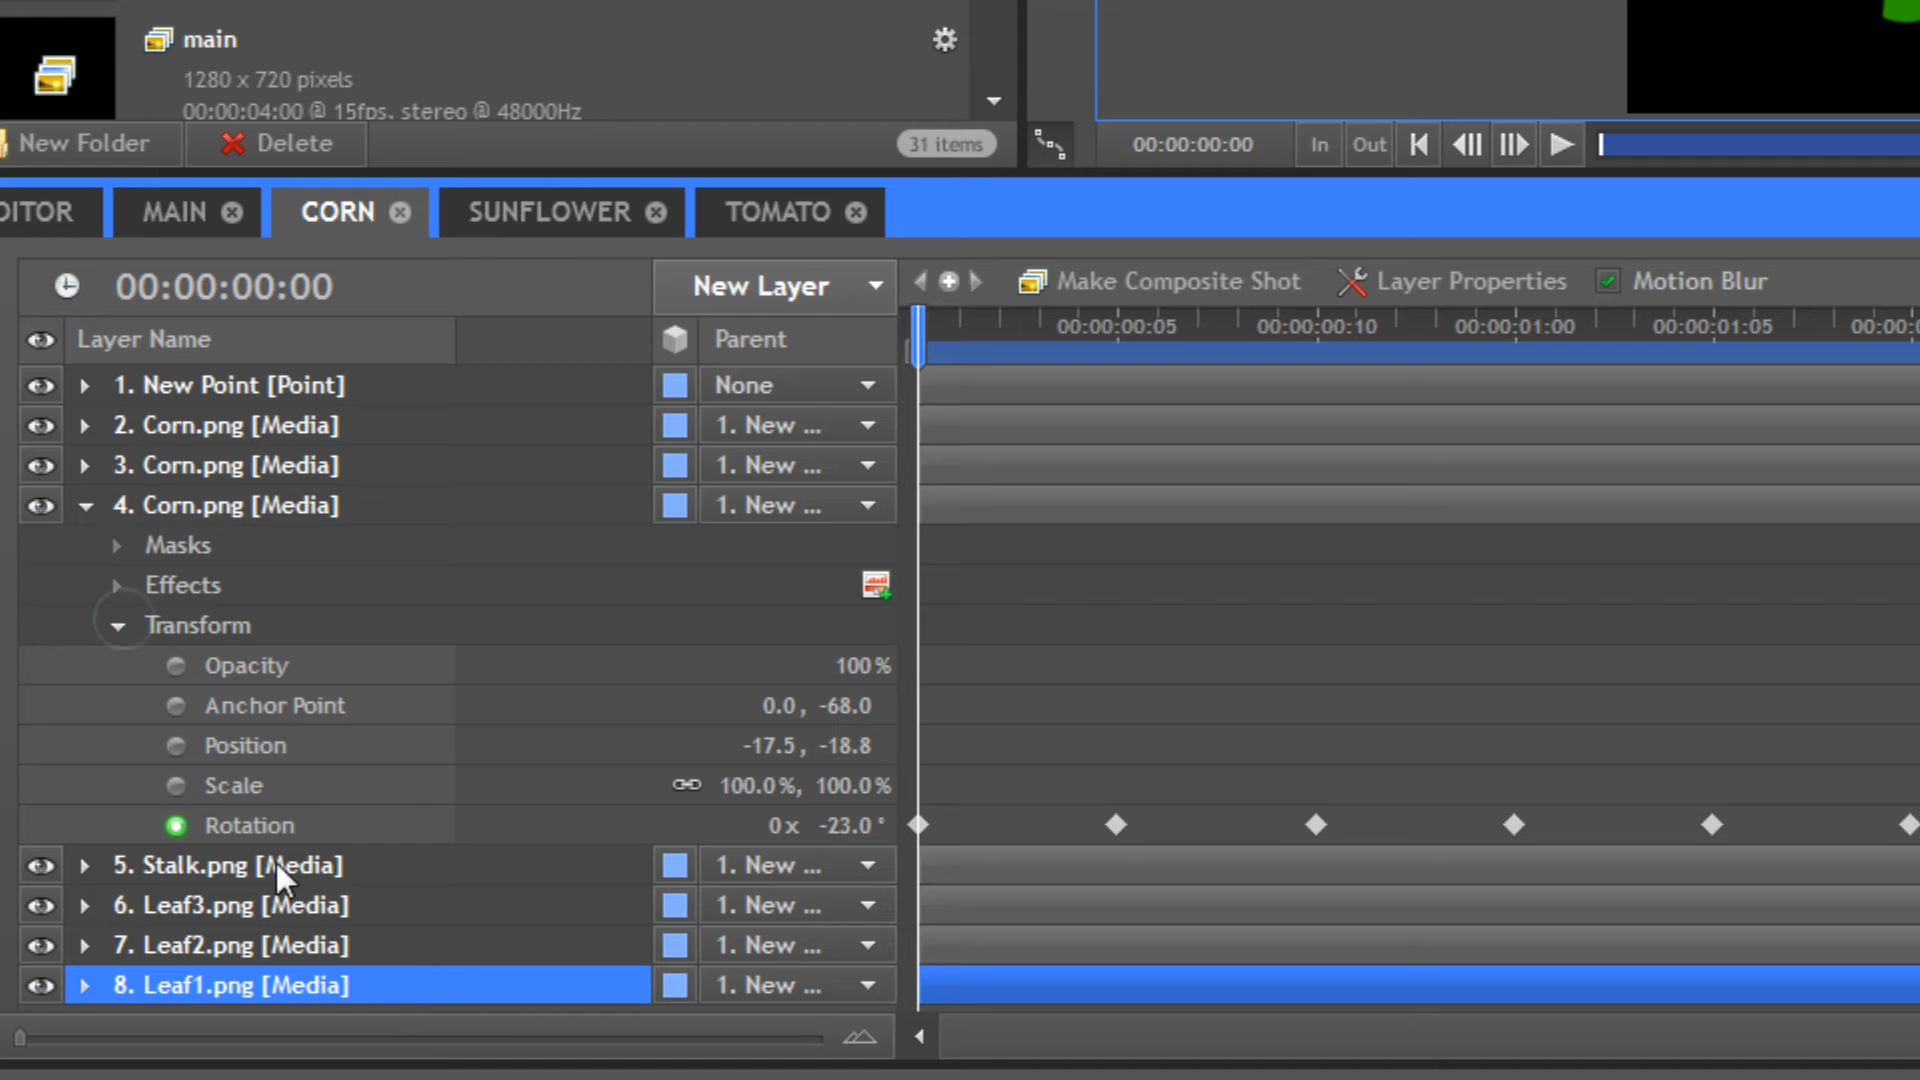 main
1280 x 720 pixels
00:00:04:00 @ 15fps, stereo @ 48000Hz
New Folder
Delete
31 items
00:00:00:00
In
Out
DITOR
MAIN
CORN
SUNFLOWER
TOMATO
00:00:00:00
New Layer
Make Composite Shot
Layer Properties
Motion Blur
00:00:00:05
00:00:00:10
00:00:01:00
00:00:01:05
00:00:0
Layer Name
Parent
1. New Point [Point]
None
2. Corn.png [Media]
1. New ...
3. Corn.png [Media]
1. New ...
4. Corn.png [Media]
1. New ...
Masks
Effects
Transform
Opacity
100%
Anchor Point
0.0, -68.0
Position
-17.5, -18.8
Scale
100.0%, 100.0%
Rotation
0x -23.0°
5. Stalk.png [Media]
1. New ...
6. Leaf3.png [Media]
1. New ...
7. Leaf2.png [Media]
1. New ...
8. Leaf1.png [Media]
1. New ...